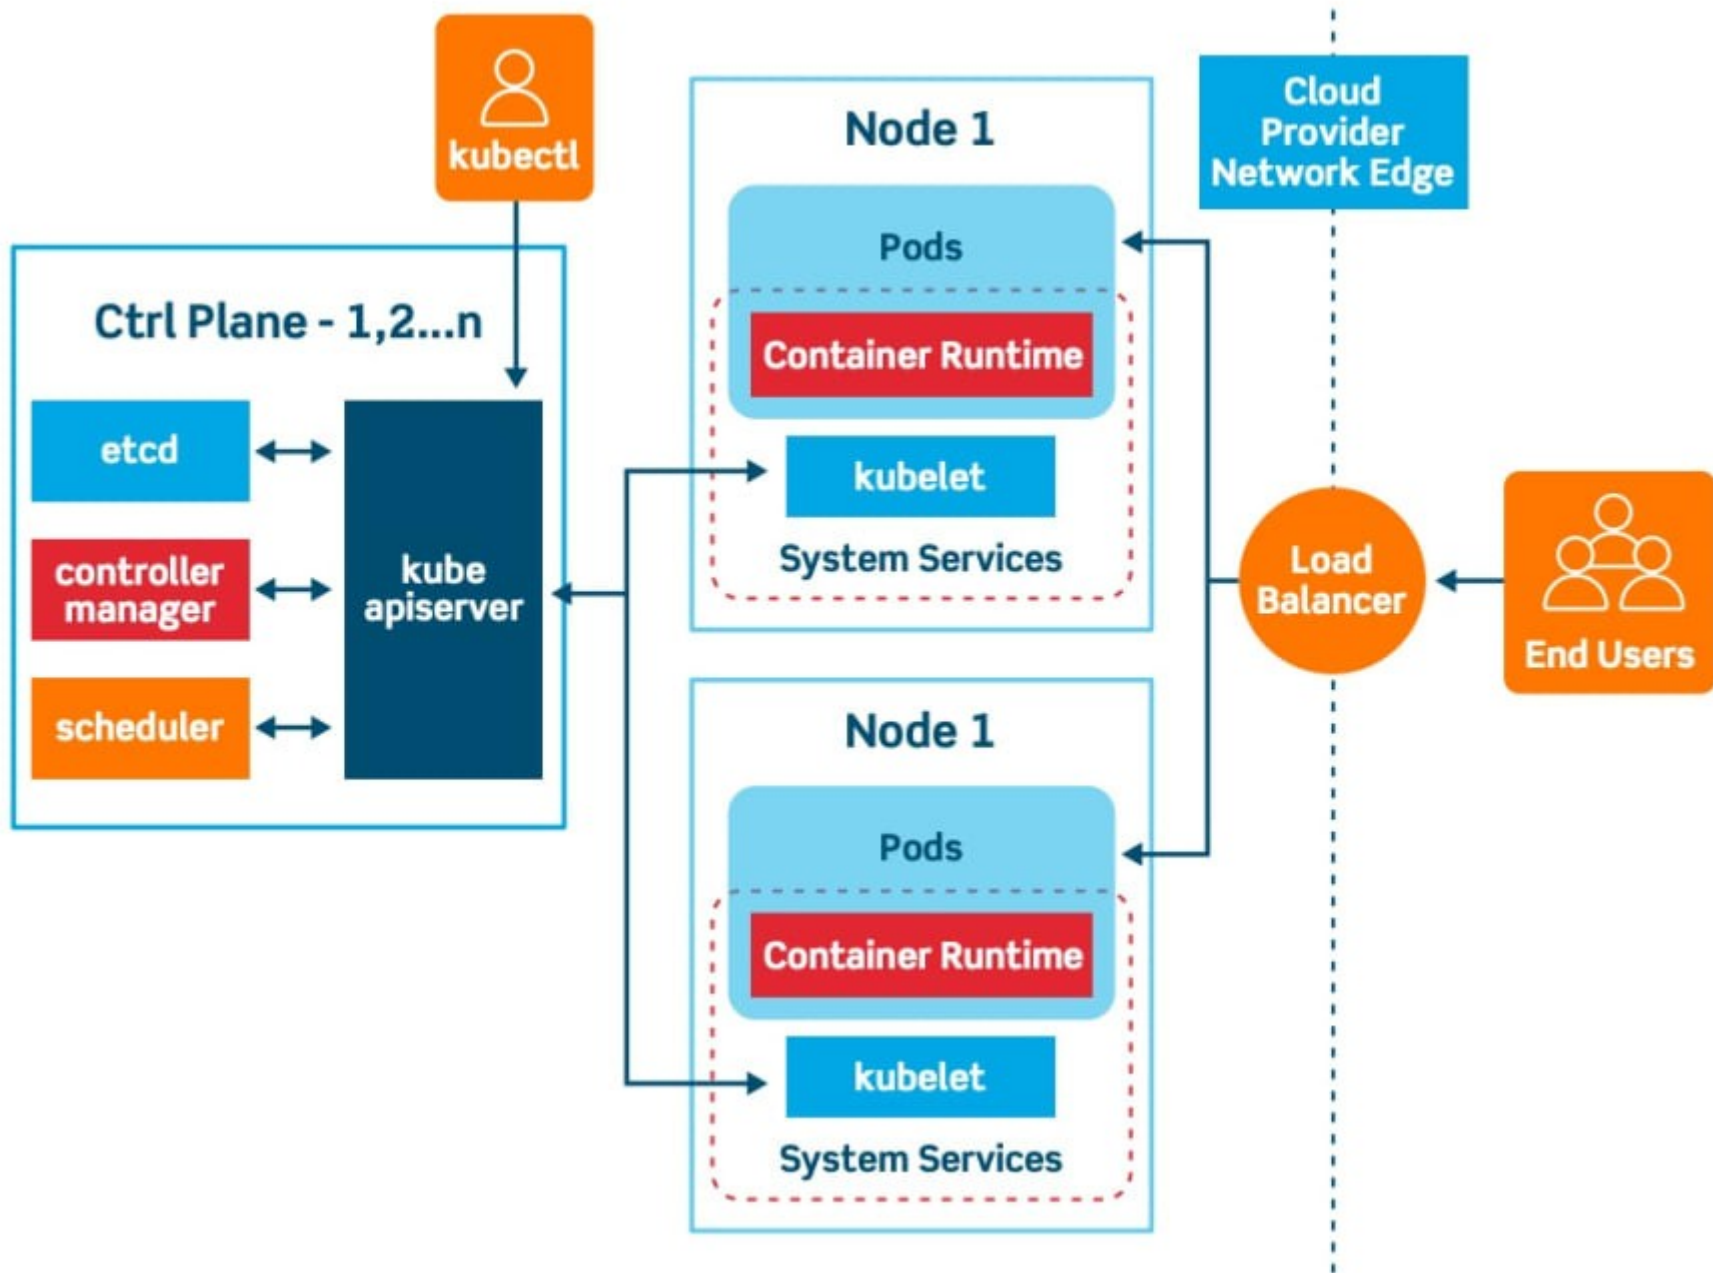 kubectl
Ctrl Plane - 1,2...n
etcd
controller
manager
scheduler
kube
apiserver
Node 1
Pods
Container Runtime
kubelet
System Services
Node 1
Pods
Container Runtime
kubelet
System Services
Cloud
Provider
Network Edge
Load
Balancer
End Users